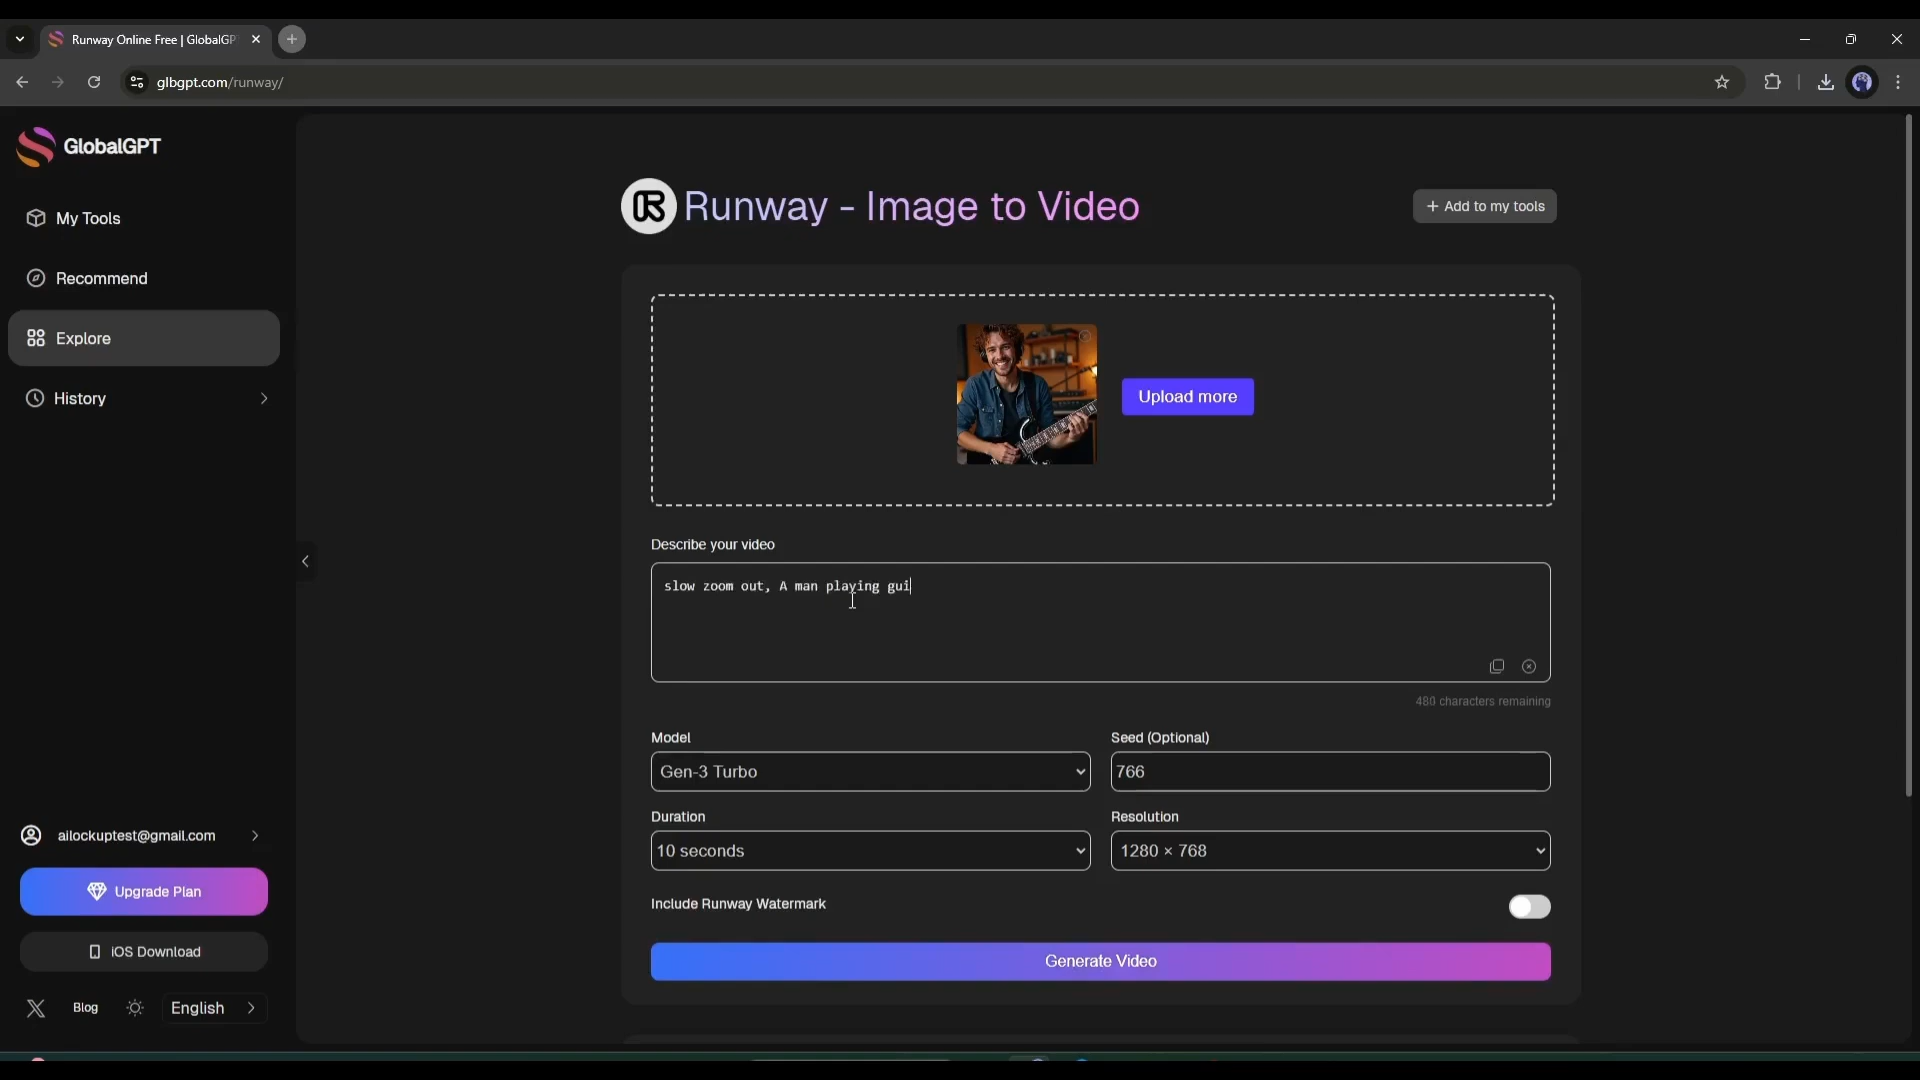 Runway Online Free | GlobalGP
glbgpt.com/runway/
GlobalGPT
My Tools
Recommend
Explore
History
ailockuptest@gmail.com
Upgrade Plan
iOS Download
Blog
English
Runway - Image to Video
+ Add to my tools
Upload more
Describe your video
slow zoom out, A man playing gui
480 characters remaining
Model
Seed (Optional)
Gen-3 Turbo
766
Duration
Resolution
10 seconds
1280 × 768
Include Runway Watermark
Generate Video